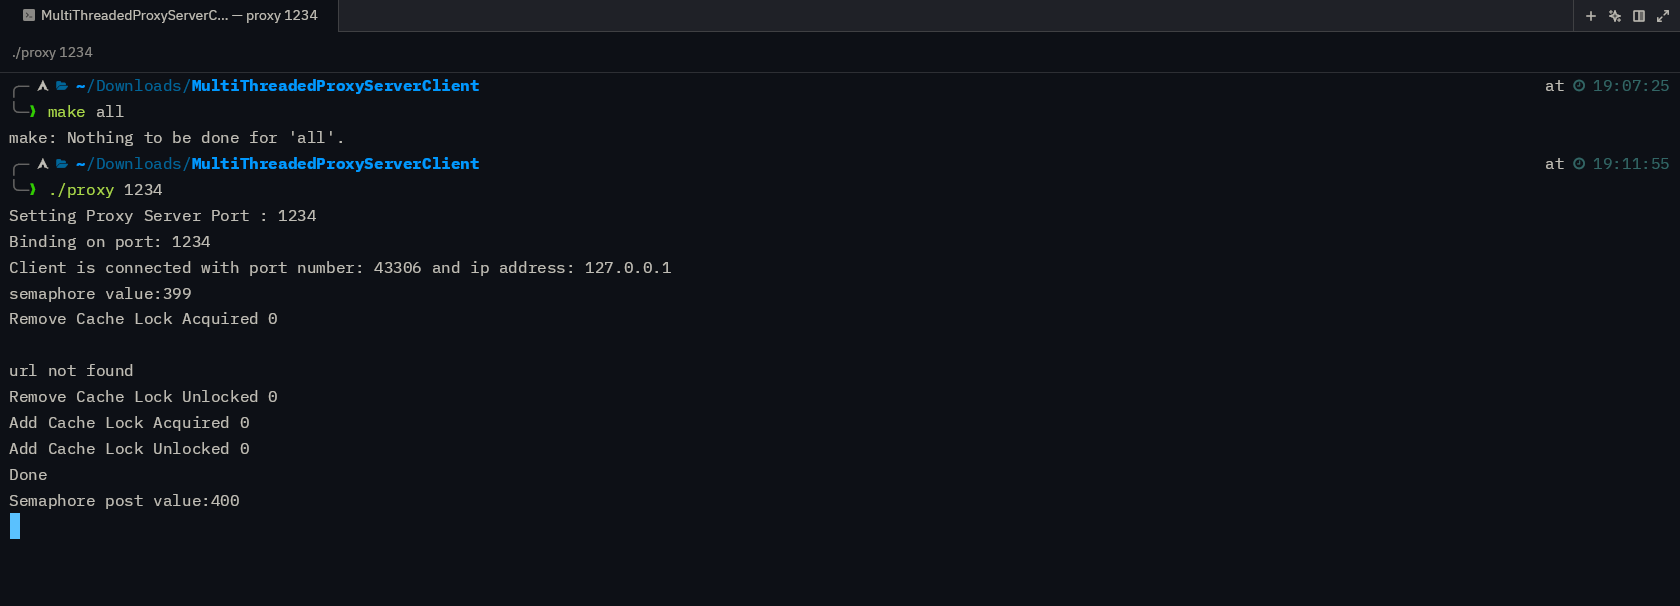 MultiThreadedProxyServerC... — proxy 1234
./proxy 1234
~/Downloads/MultiThreadedProxyServerClient at 19:07:25
make all
make: Nothing to be done for 'all'.
~/Downloads/MultiThreadedProxyServerClient at 19:11:55
./proxy 1234
Setting Proxy Server Port : 1234
Binding on port: 1234
Client is connected with port number: 43306 and ip address: 127.0.0.1
semaphore value:399
Remove Cache Lock Acquired 0
url not found
Remove Cache Lock Unlocked 0
Add Cache Lock Acquired 0
Add Cache Lock Unlocked 0
Done
Semaphore post value:400